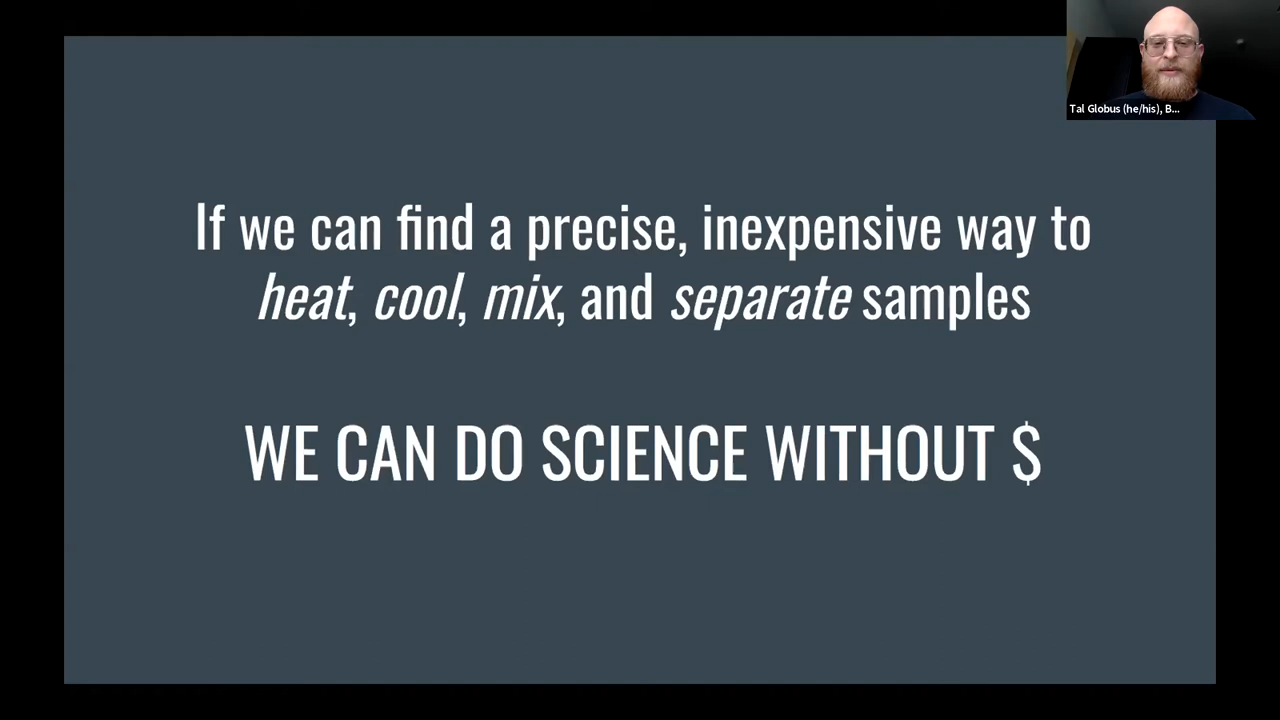 Tal Globus (he/his), B...
If we can find a precise, inexpensive way to
heat, cool, mix, and separate samples
WE CAN DO SCIENCE WITHOUT $